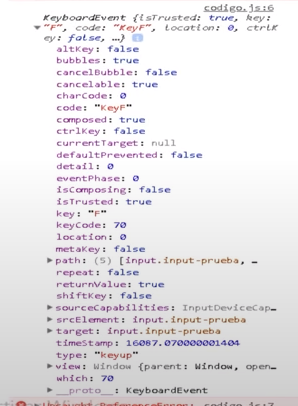 codigo.js:6
KeyboardEvent {isTrusted: true, key:
"F", code: "KeyF", location: 0, ctrlK
ey: false, …}
altKey: false
bubbles: true
cancelBubble: false
cancelable: true
charCode: 0
code: "KeyF"
composed: true
ctrlKey: false
currentTarget: null
defaultPrevented: false
detail: 0
eventPhase: 0
isComposing: false
isTrusted: true
key: "F"
keyCode: 70
location: 0
metaKey: false
path: (5) [input.input-prueba, …
repeat: false
returnValue: true
shiftKey: false
sourceCapabilities: InputDeviceCap…
srcElement: input.input-prueba
target: input.input-prueba
timeStamp: 16087.070000001404
type: "keyup"
view: Window {parent: Window, open…
which: 70
__proto__: KeyboardEvent